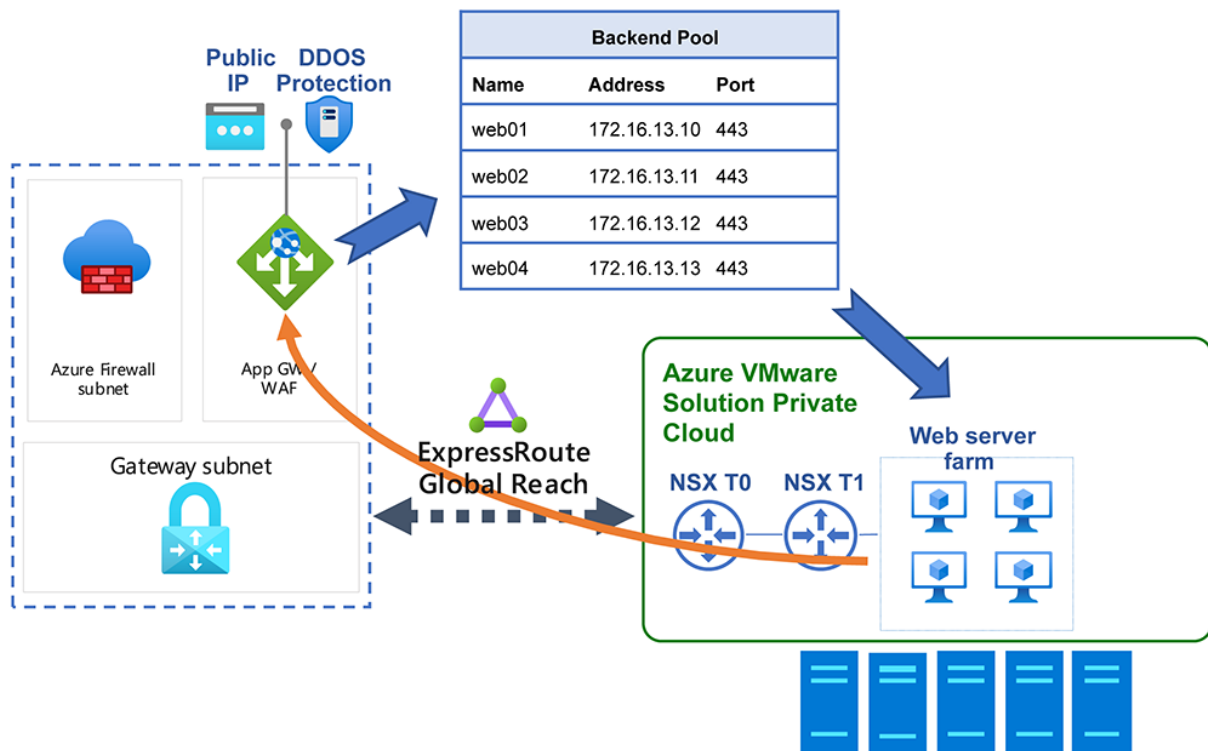 Public
IP
DDOS
Protection
Backend Pool
Name Address Port
web01 172.16.13.10 443
web02 172.16.13.11 443
web03 172.16.13.12 443
web04 172.16.13.13 443
Azure Firewall
subnet
App GW /
WAF
Gateway subnet
ExpressRoute
Global Reach
Azure VMware
Solution Private
Cloud
NSX T0
NSX T1
Web server
farm